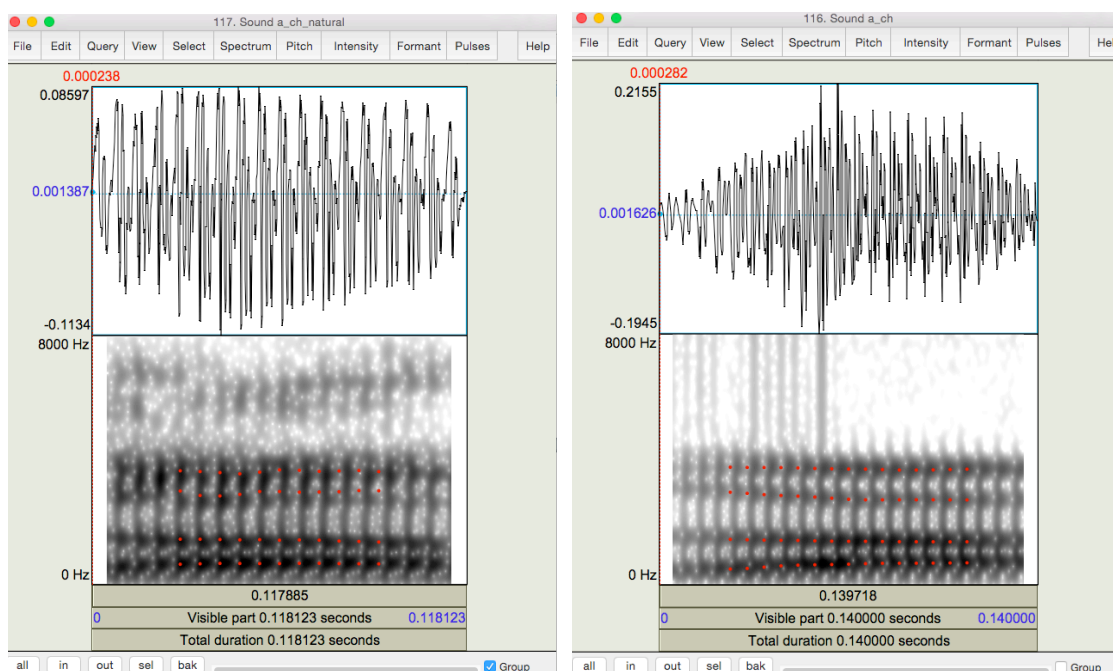 117. Sound a_ch_natural
File Edit Query View Select Spectrum Pitch Intensity Formant Pulses Help
0.000238
0.08597
0.001387
-0.1134
8000 Hz
0 Hz
0.117885
0 Visible part 0.118123 seconds 0.118123
Total duration 0.118123 seconds
all in out sel bak Group
116. Sound a_ch
File Edit Query View Select Spectrum Pitch Intensity Formant Pulses Hel
0.000282
0.2155
0.001626
-0.1945
8000 Hz
0 Hz
0.139718
0 Visible part 0.140000 seconds 0.140000
Total duration 0.140000 seconds
all in out sel bak Group